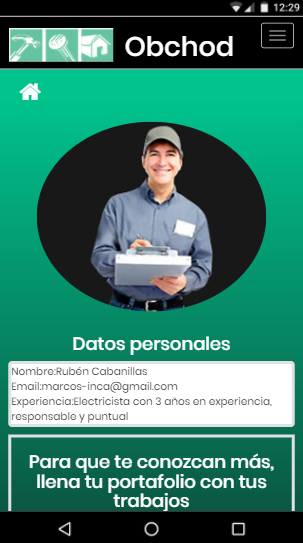 12:29
Obchod
Datos personales
Nombre:Rubén Cabanillas
Email:marcos-inca@gmail.com
Experiencia:Electricista con 3 años en experiencia,
responsable y puntual
Para que te conozcan más,
llena tu portafolio con tus
trabajos